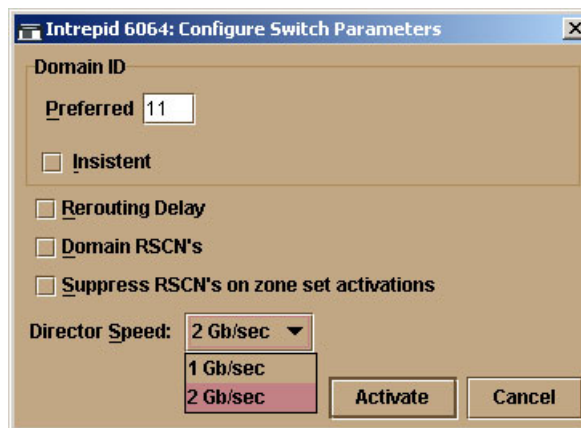 Intrepid 6064: Configure Switch Parameters
Domain ID
Preferred 11
Insistent
Rerouting Delay
Domain RSCN's
Suppress RSCN's on zone set activations
Director Speed: 2 Gb/sec
1 Gb/sec
2 Gb/sec
Activate Cancel